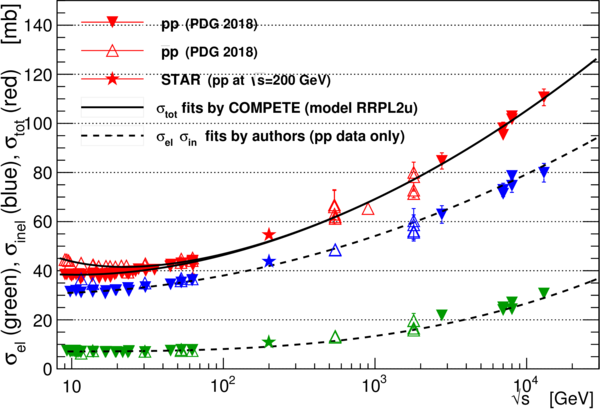 σel (green), σinel (blue), σtot (red) [mb]
140
120
100
80
60
40
20
0
pp (PDG 2018)
pp (PDG 2018)
STAR (pp at √s=200 GeV)
σtot fits by COMPETE (model RRPL2u)
σel σin fits by authors (pp data only)
10 10² 10³ 10⁴
√s [GeV]